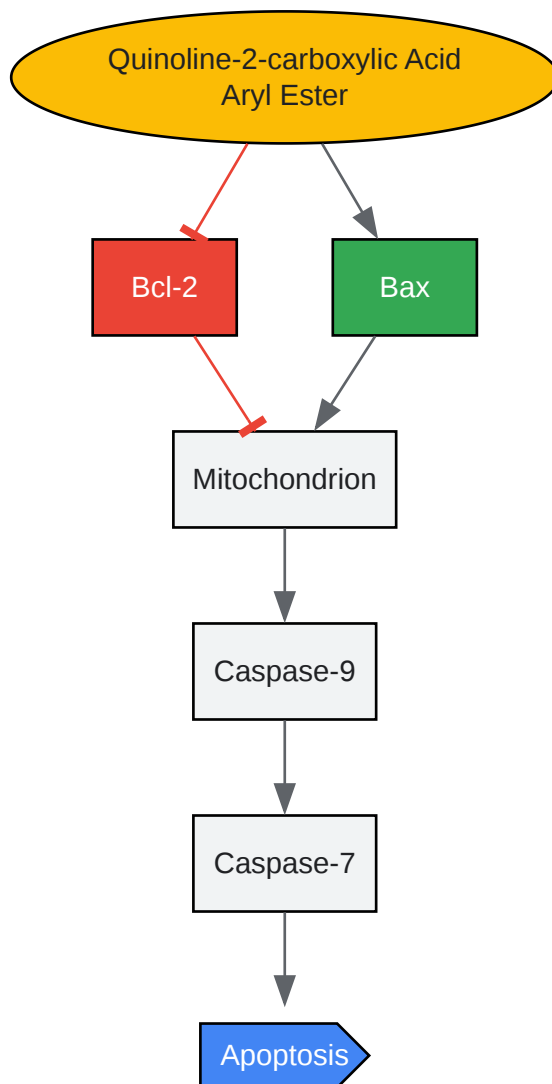 Quinoline-2-carboxylic Acid
Aryl Ester
Bcl-2
Bax
Mitochondrion
Caspase-9
Caspase-7
Apoptosis